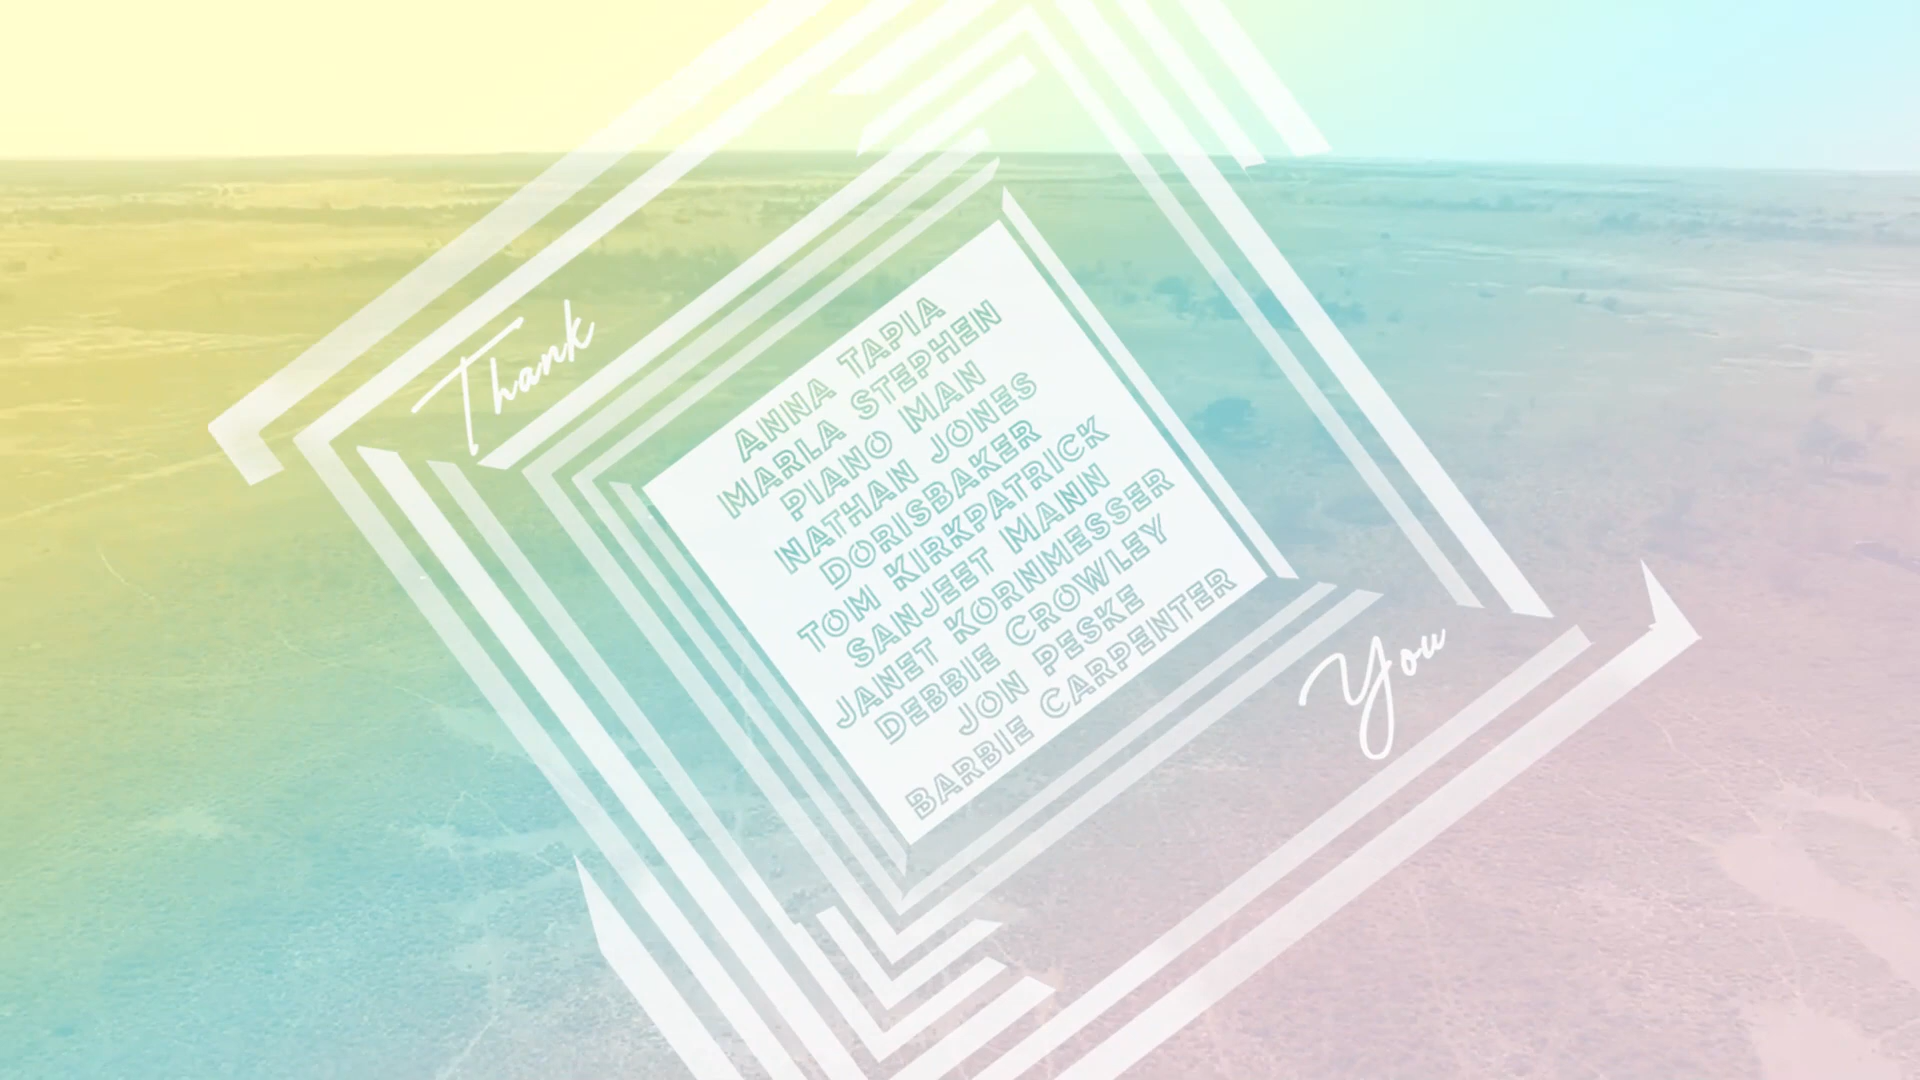 Thank
ANNA TAPIA
MARLA STEPHEN
PIANO MAN
NATHAN JONES
DORISBAKER
TOM KIRKPATRICK
SANJEET MANN
JANET KORNMESSER
DEBBIE CROWLEY
JON PESKE
BARBIE CARPENTER
You